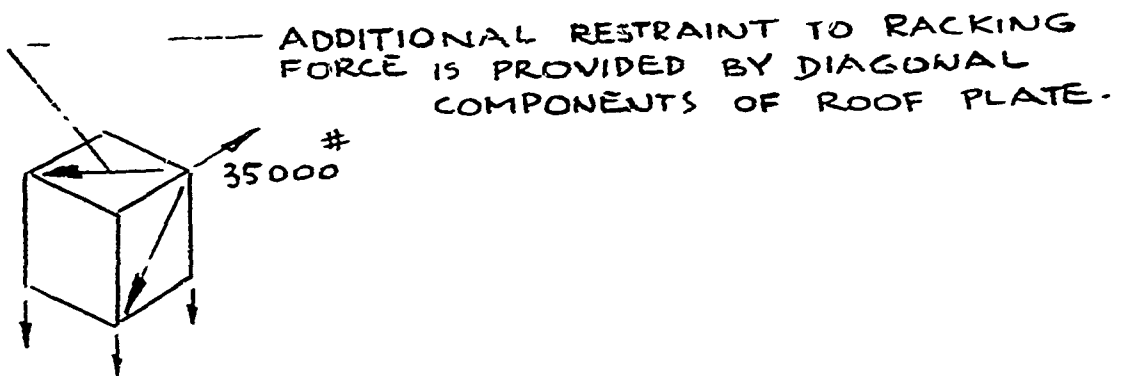 ADDITIONAL RESTRAINT TO RACKING
FORCE IS PROVIDED BY DIAGONAL
COMPONENTS OF ROOF PLATE.
35000#